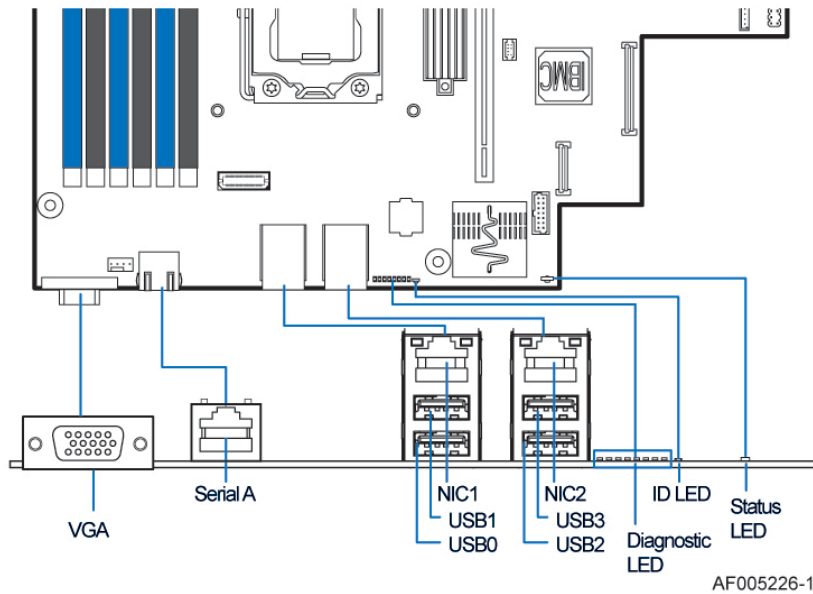 BMC
VGA
Serial A
NIC1
USB1
USB0
NIC2
USB3
USB2
Diagnostic
LED
ID LED
Status
LED
AF005226-1